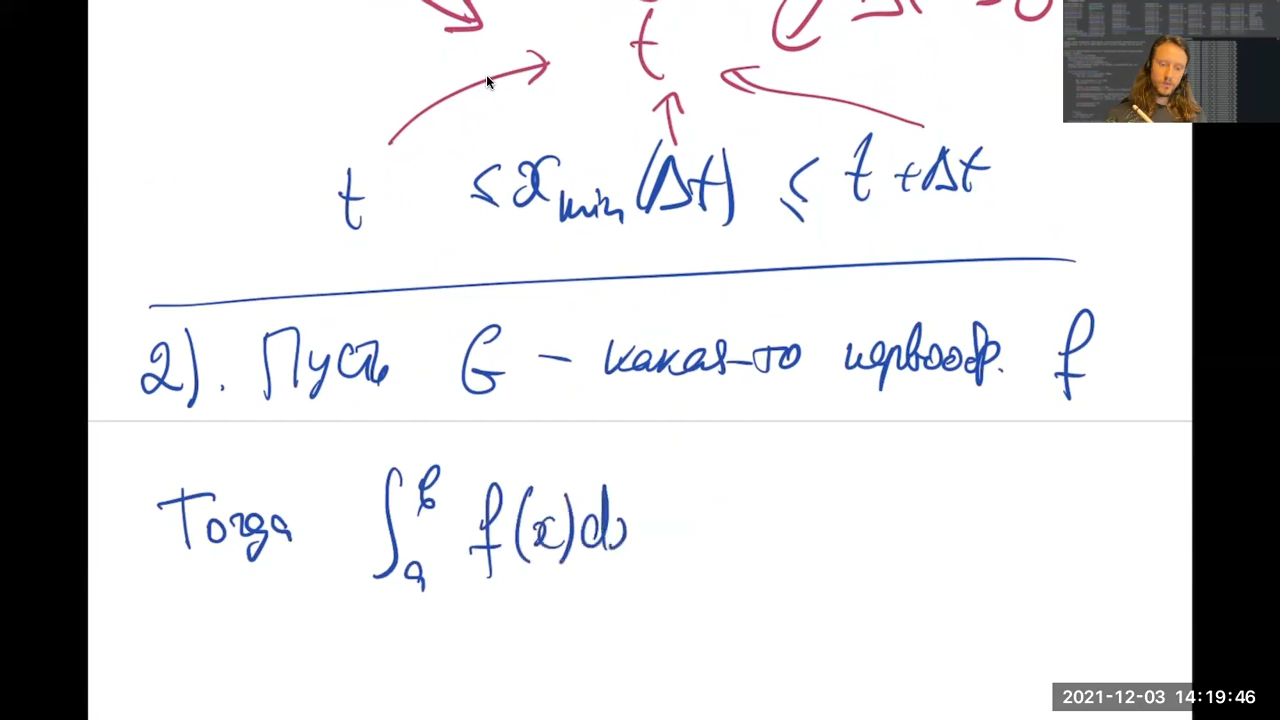 t
t ≤ x_min (Δt) ≤ t + Δt
2). Пусть G – какая-то первообр. f
Тогда ∫_a^b f(x)dx
2021-12-03 14:19:46